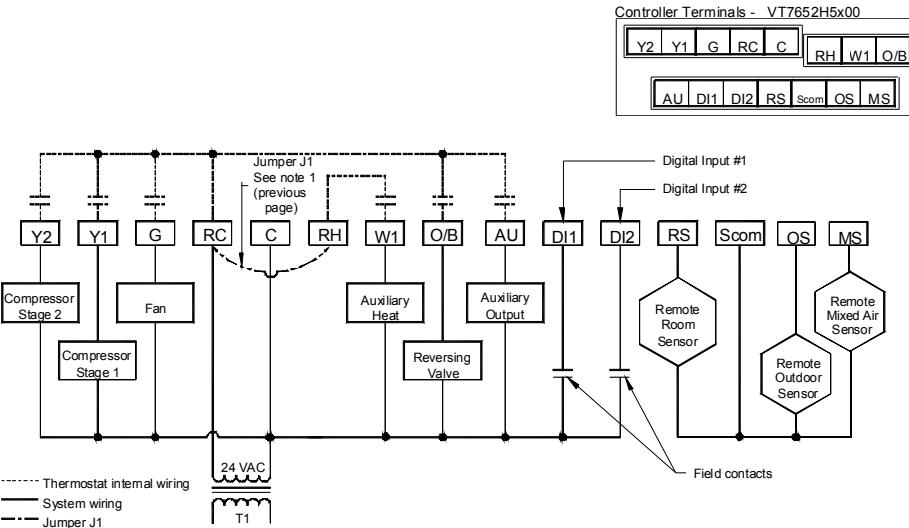 Controller Terminals - VT7652H5x00
Y2 Y1 G RC C
RH W1 O/B
AU DI1 DI2 RS Scom OS MS
Jumper J1
See note 1
(previous
page)
Digital Input #1
Digital Input #2
Y2 Y1 G RC C RH W1 O/B AU DI1 DI2 RS Scom OS MS
Compressor
Stage 2
Compressor
Stage 1
Fan
Auxiliary
Heat
Reversing
Valve
Auxiliary
Output
Remote
Room
Sensor
Remote
Outdoor
Sensor
Remote
Mixed Air
Sensor
24 VAC
T1
Field contacts
Thermostat internal wiring
System wiring
Jumper J1